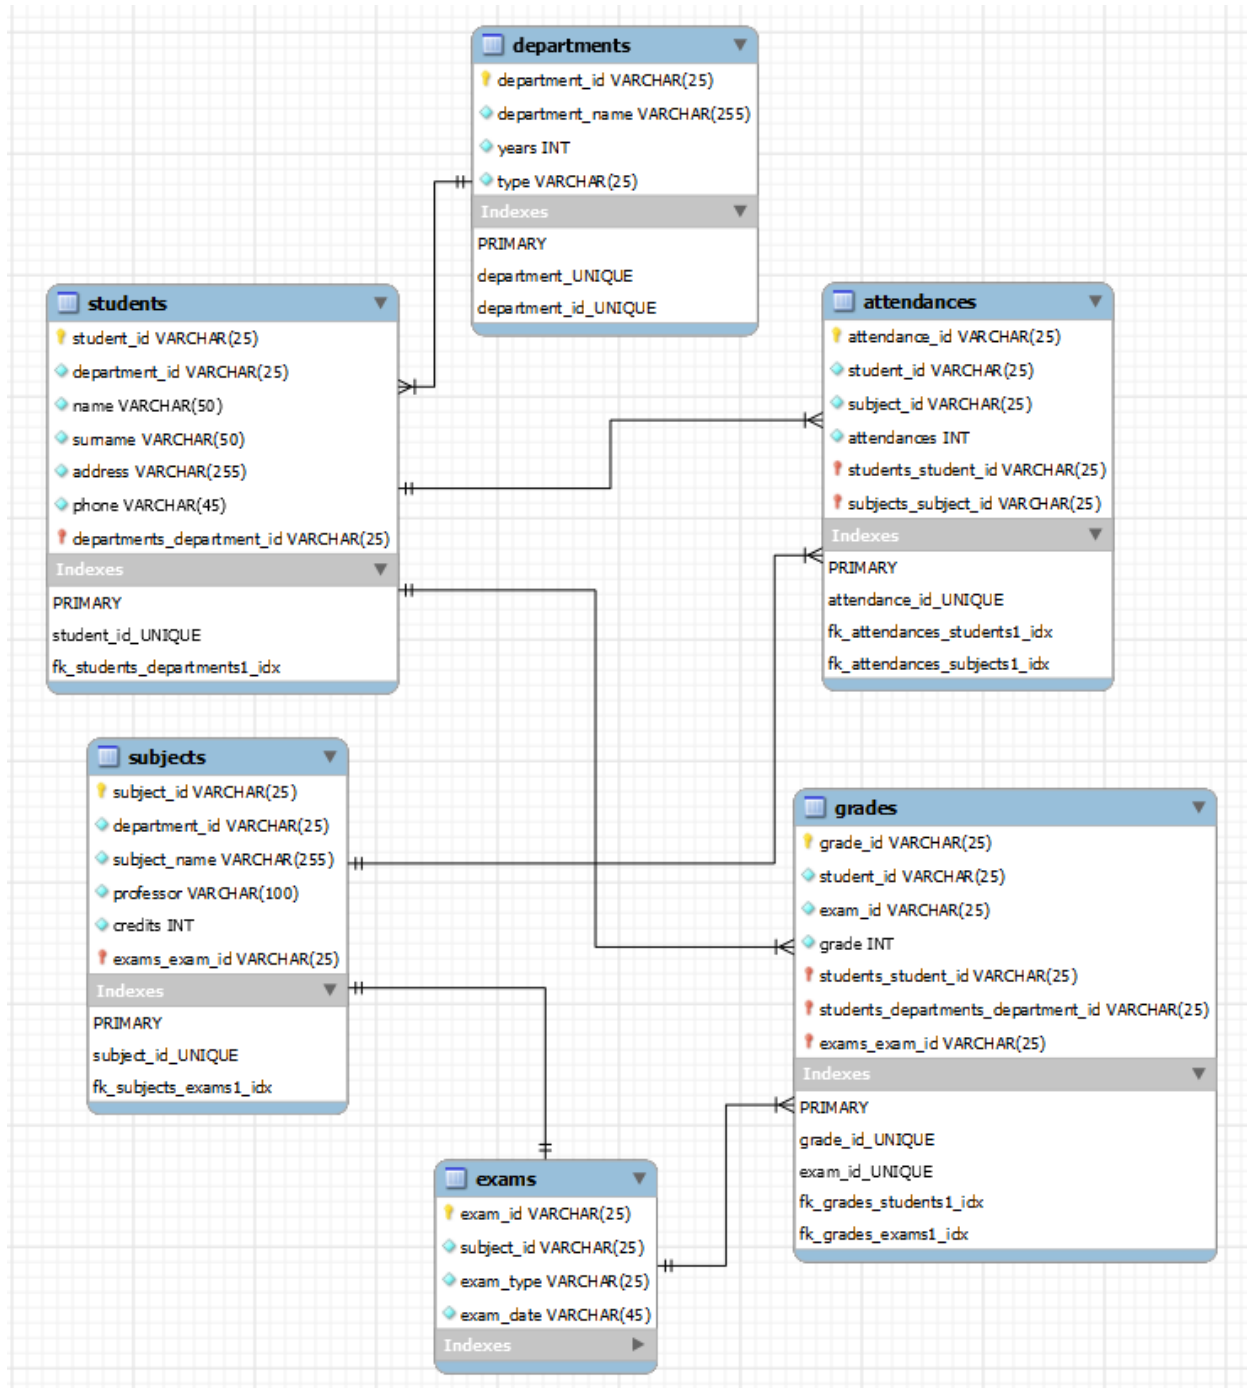 departments
department_id VARCHAR(25)
department_name VARCHAR(255)
years INT
type VARCHAR(25)
Indexes
PRIMARY
department_UNIQUE
department_id_UNIQUE
students
student_id VARCHAR(25)
department_id VARCHAR(25)
name VARCHAR(50)
surname VARCHAR(50)
address VARCHAR(255)
phone VARCHAR(45)
departments_department_id VARCHAR(25)
Indexes
PRIMARY
student_id_UNIQUE
fk_students_departments1_idx
attendances
attendance_id VARCHAR(25)
student_id VARCHAR(25)
subject_id VARCHAR(25)
attendances INT
students_student_id VARCHAR(25)
subjects_subject_id VARCHAR(25)
Indexes
PRIMARY
attendance_id_UNIQUE
fk_attendances_students1_idx
fk_attendances_subjects1_idx
subjects
subject_id VARCHAR(25)
department_id VARCHAR(25)
subject_name VARCHAR(255)
professor VARCHAR(100)
credits INT
exams_exam_id VARCHAR(25)
Indexes
PRIMARY
subject_id_UNIQUE
fk_subjects_exams1_idx
grades
grade_id VARCHAR(25)
student_id VARCHAR(25)
exam_id VARCHAR(25)
grade INT
students_student_id VARCHAR(25)
students_departments_department_id VARCHAR(25)
exams_exam_id VARCHAR(25)
Indexes
PRIMARY
grade_id_UNIQUE
exam_id_UNIQUE
fk_grades_students1_idx
fk_grades_exams1_idx
exams
exam_id VARCHAR(25)
subject_id VARCHAR(25)
exam_type VARCHAR(25)
exam_date VARCHAR(45)
Indexes